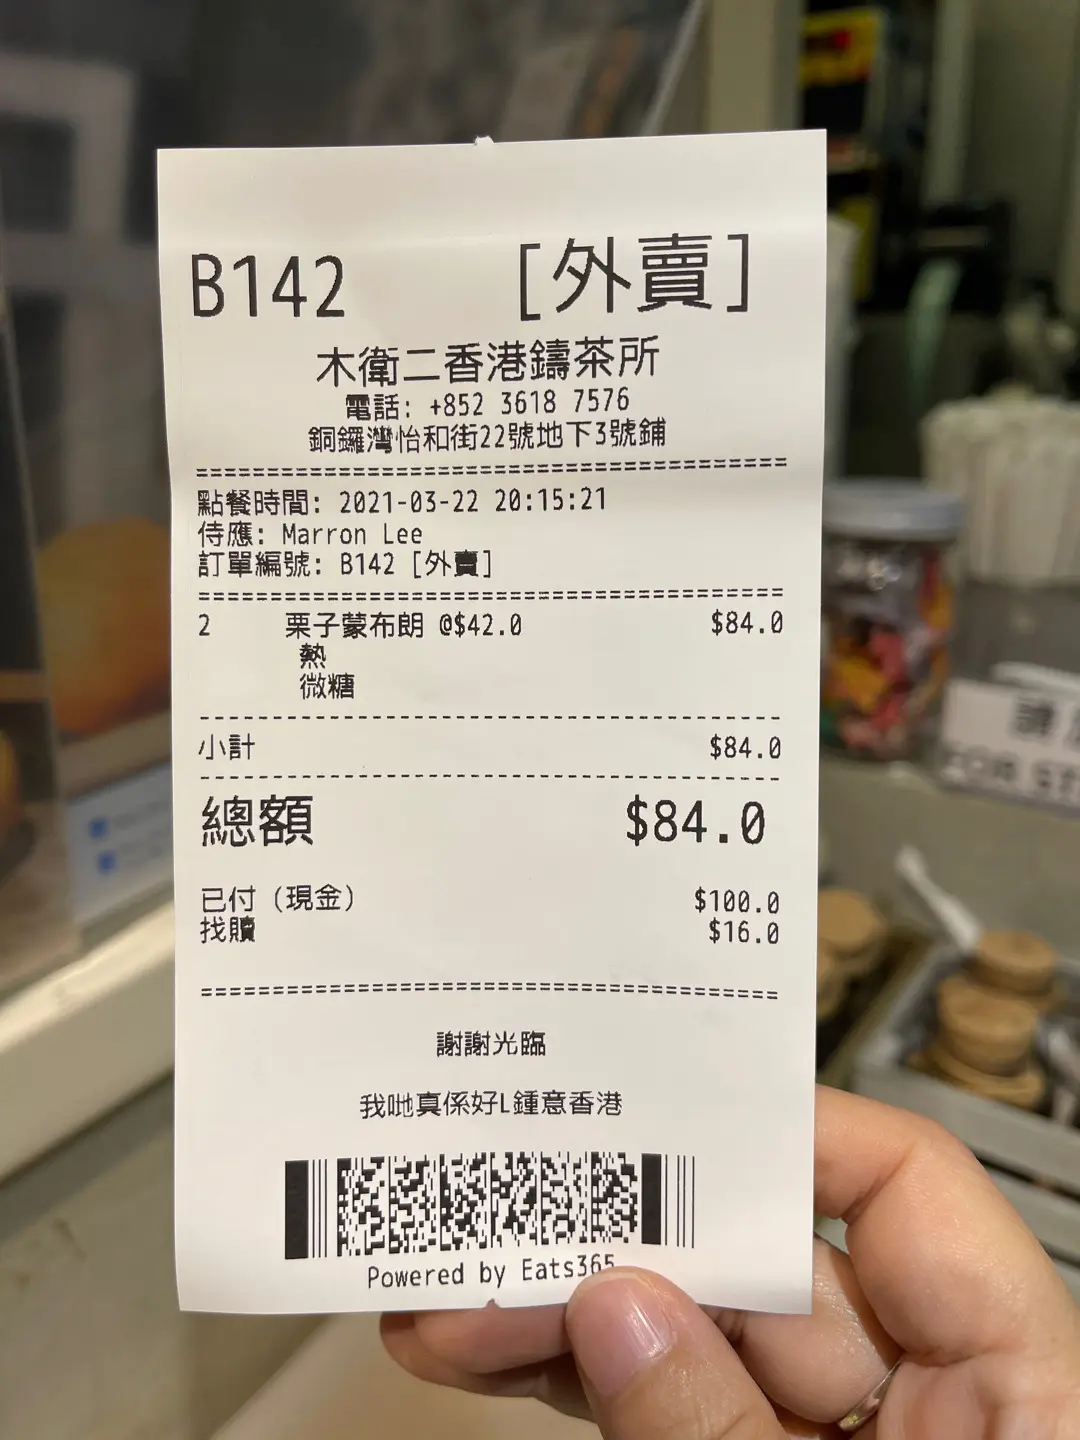 B142 [外賣]
木衛二香港鑄茶所
電話: +852 3618 7576
銅鑼灣怡和街22號地下3號鋪
點餐時間: 2021-03-22 20:15:21
侍應: Marron Lee
訂單編號: B142 [外賣]
2 栗子蒙布朗 @$42.0 $84.0
熱
微糖
小計 $84.0
總額 $84.0
已付 (現金) $100.0
找贖 $16.0
謝謝光臨
我哋真係好L鍾意香港
Powered by Eats365
FOR ST